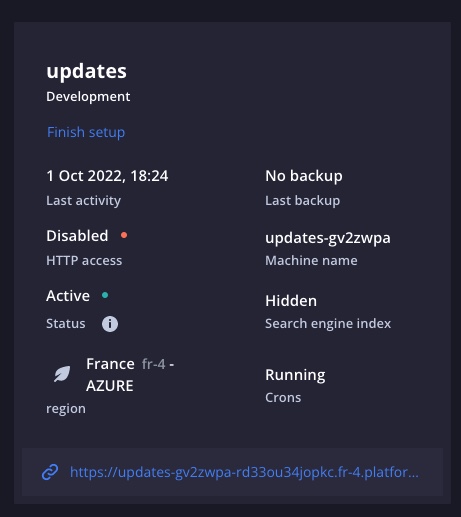 updates
Development
Finish setup
1 Oct 2022, 18:24
Last activity
No backup
Last backup
Disabled
HTTP access
updates-gv2zwpa
Machine name
Active
Status i
Hidden
Search engine index
France fr-4 -
AZURE
region
Running
Crons
https://updates-gv2zwpa-rd33ou34jopkc.fr-4.platfor...